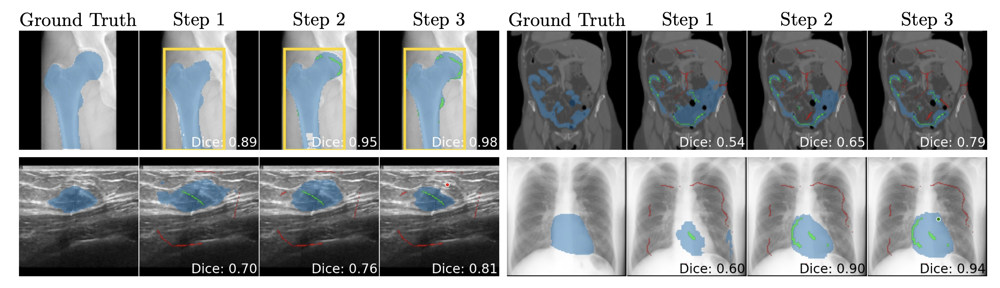 Ground Truth Step 1 Step 2 Step 3 Ground Truth Step 1 Step 2 Step 3
Dice: 0.89 Dice: 0.95 Dice: 0.98 Dice: 0.54 Dice: 0.65 Dice: 0.79
Dice: 0.70 Dice: 0.76 Dice: 0.81 Dice: 0.60 Dice: 0.90 Dice: 0.94